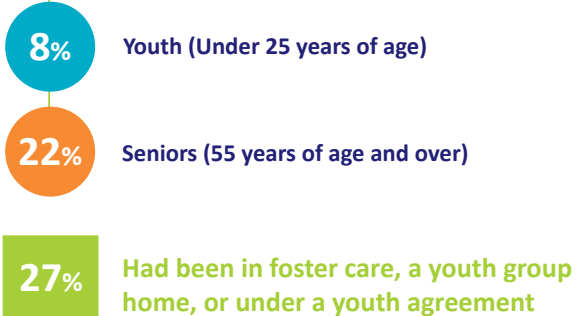 8% Youth (Under 25 years of age)
22% Seniors (55 years of age and over)
27% Had been in foster care, a youth group
home, or under a youth agreement